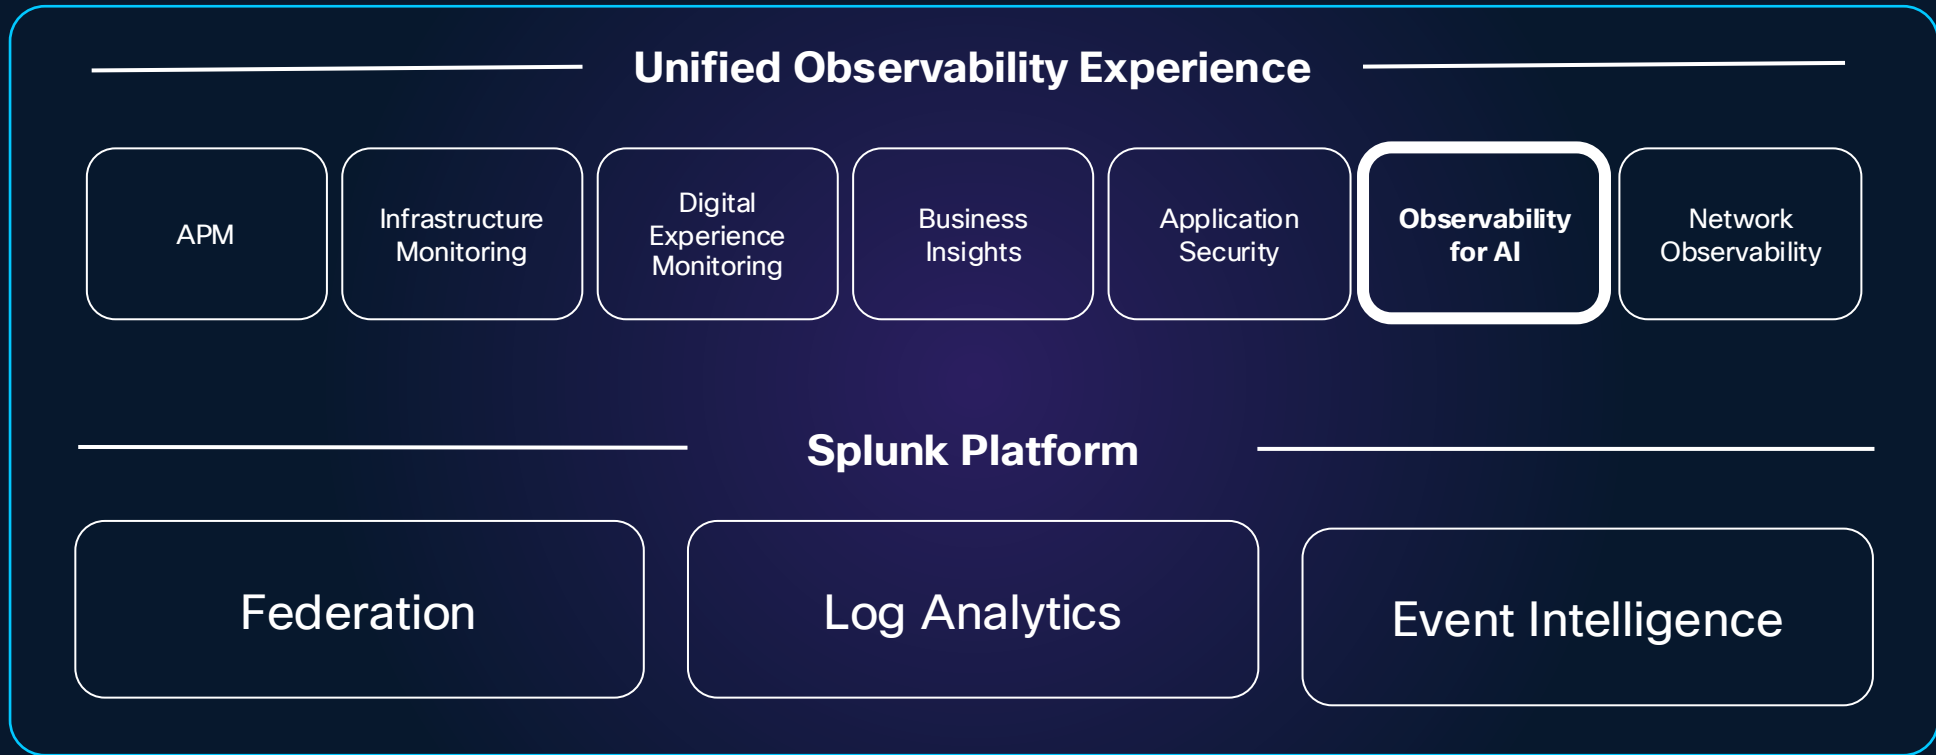 Unified Observability Experience
APM
Infrastructure
Monitoring
Digital
Experience
Monitoring
Business
Insights
Application
Security
Observability
for AI
Network
Observability
Splunk Platform
Federation
Log Analytics
Event Intelligence